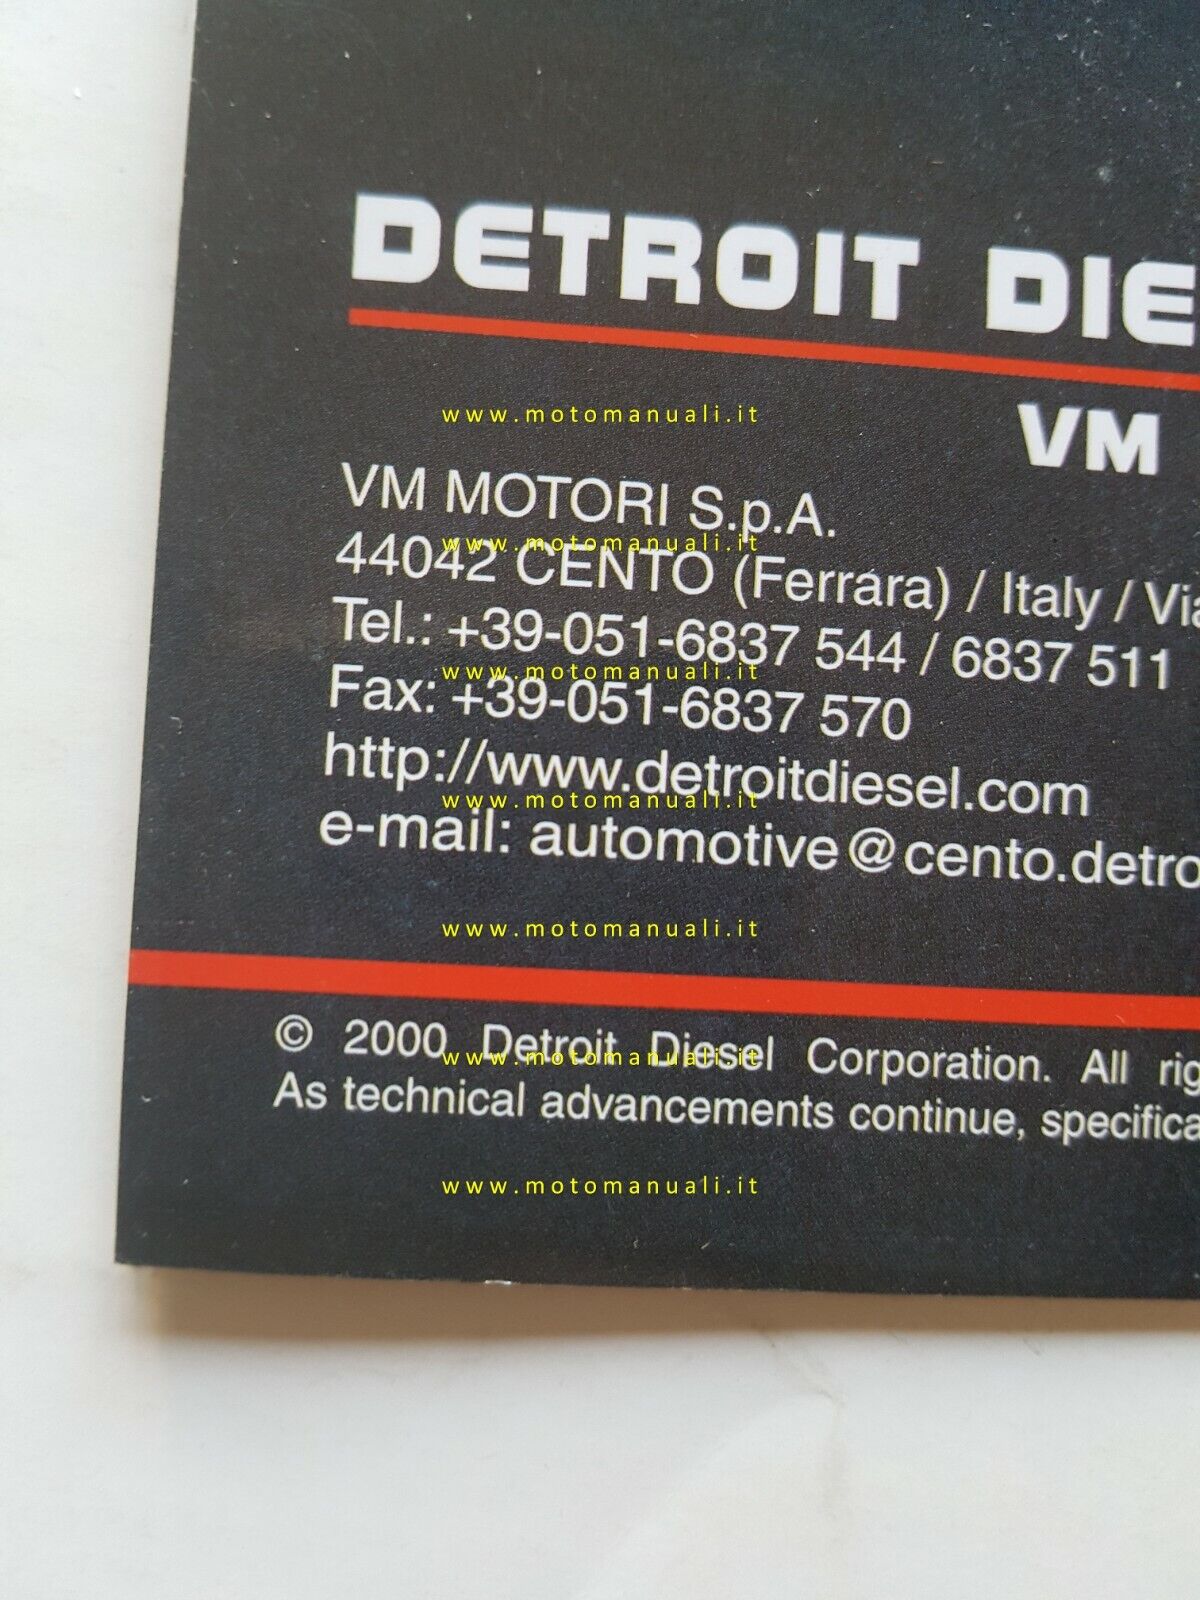 DETROIT DIE
www.motomanuali.it
VM
VM MOTORI S.p.A.
www.motomanuali.it
44042 CENTO (Ferrara) / Italy / Via
Tel.: +39-051-6837 544 / 6837 511
www.motomanuali.it
Fax: +39-051-6837 570
http://www.detroitdiesel.com
www.motomanuali.it
e-mail: automotive@cento.detro
www.motomanuali.it
© 2000 Detroit Diesel Corporation. All rig
www.motomanuali.it
As technical advancements continue, specifica
www.motomanuali.it